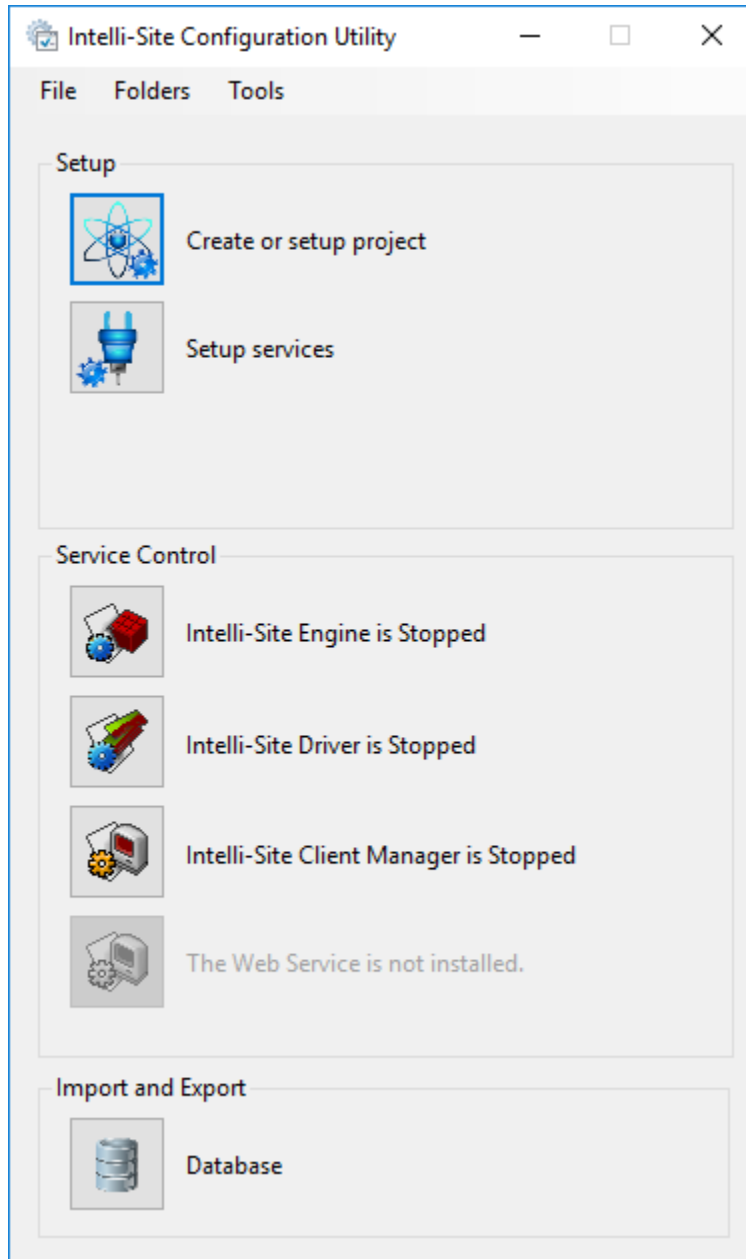 Intelli-Site Configuration Utility
File Folders Tools
Setup
Create or setup project
Setup services
Service Control
Intelli-Site Engine is Stopped
Intelli-Site Driver is Stopped
Intelli-Site Client Manager is Stopped
The Web Service is not installed.
Import and Export
Database